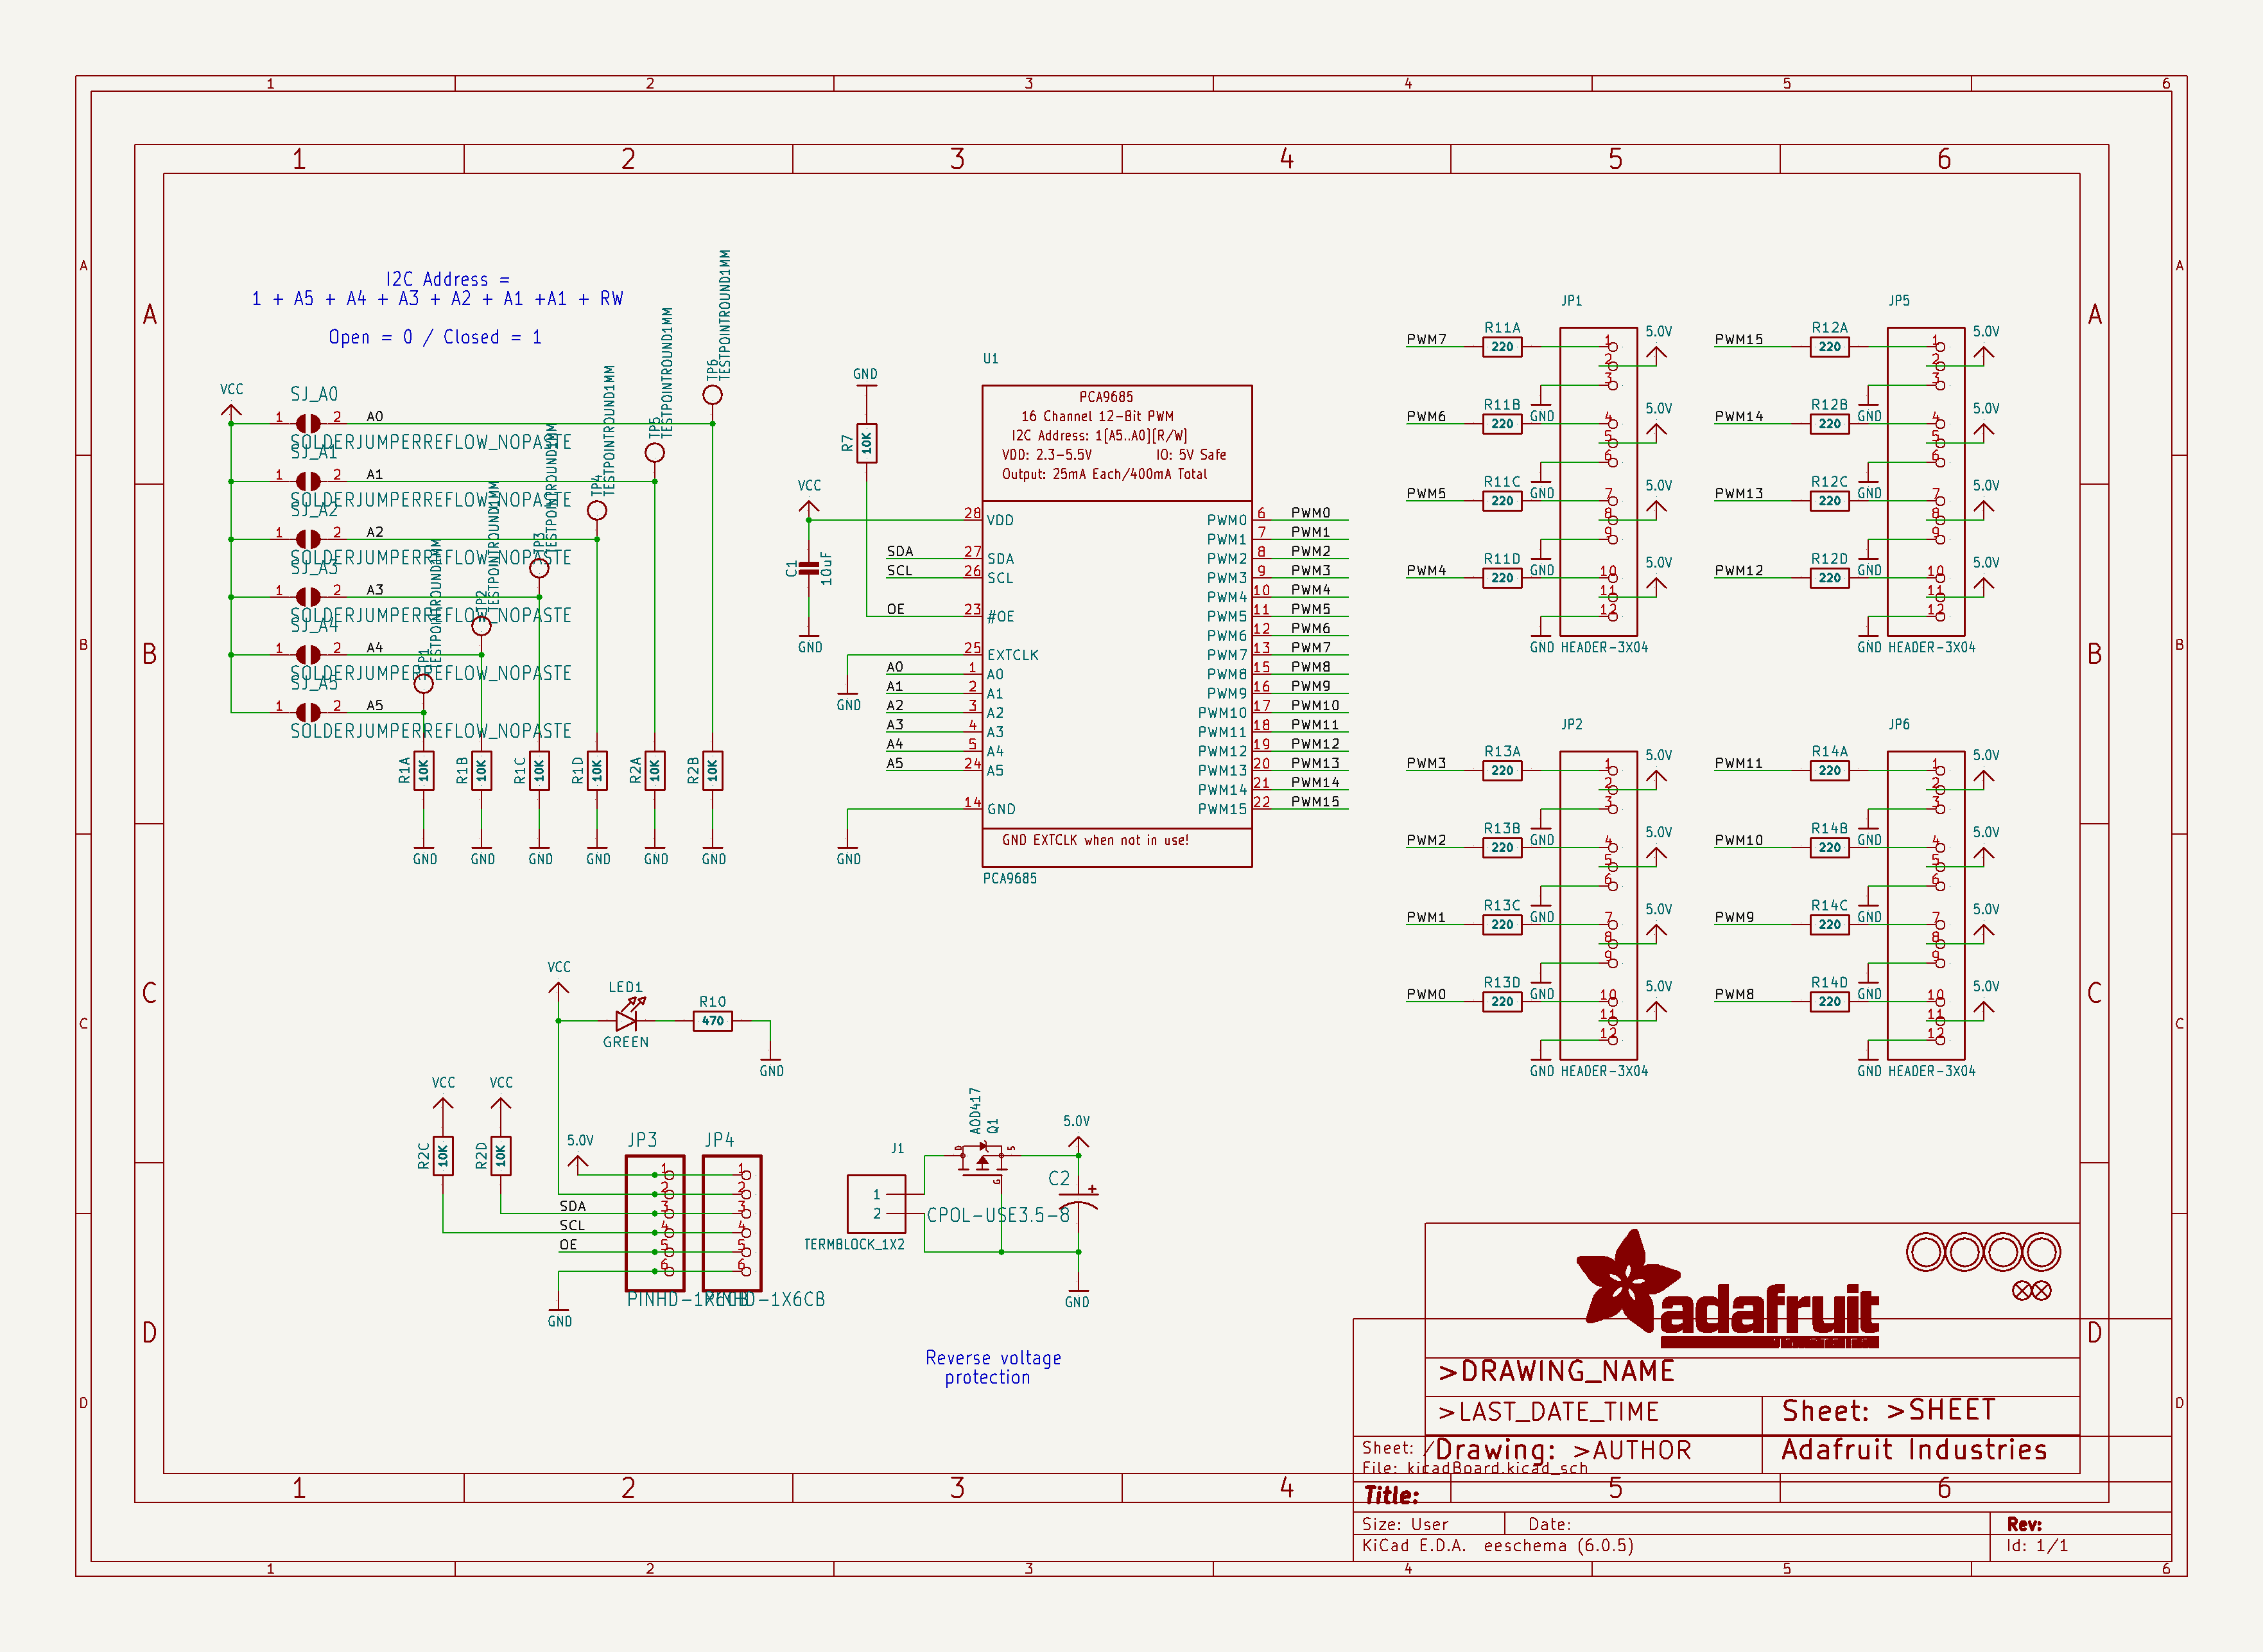 1 2 3 4 5 6
1 2 3 4 5 6
A A A A
B B B B
C C C C
D D D D
I2C Address =
1 + A5 + A4 + A3 + A2 + A1 +A1 + RW
Open = 0 / Closed = 1
VCC
SJ_A0
1 2 A0
SOLDERJUMPERREFLOW_NOPASTE
SJ_A1
1 2 A1
SOLDERJUMPERREFLOW_NOPASTE
SJ_A2
1 2 A2
SOLDERJUMPERREFLOW_NOPASTE
SJ_A3
1 2 A3
SOLDERJUMPERREFLOW_NOPASTE
SJ_A4
1 2 A4
SOLDERJUMPERREFLOW_NOPASTE
SJ_A5
1 2 A5
SOLDERJUMPERREFLOW_NOPASTE
TP1
TESTPOINTROUND1MM
TP2
TESTPOINTROUND1MM
TP3
TESTPOINTROUND1MM
TP4
TESTPOINTROUND1MM
TP5
TESTPOINTROUND1MM
TP6
TESTPOINTROUND1MM
R1A 10K
R1B 10K
R1C 10K
R1D 10K
R2A 10K
R2B 10K
GND GND GND GND GND GND
GND
R7 10K
VCC
C1 10uF
GND
GND
GND
U1
PCA9685
16 Channel 12-Bit PWM
I2C Address: 1[A5..A0][R/W]
VDD: 2.3-5.5V IO: 5V Safe
Output: 25mA Each/400mA Total
28 VDD
SDA 27 SDA
SCL 26 SCL
OE 23 #OE
25 EXTCLK
A0 1 A0
A1 2 A1
A2 3 A2
A3 4 A3
A4 5 A4
A5 24 A5
14 GND
PWM0 6 PWM0
PWM1 7 PWM1
PWM2 8 PWM2
PWM3 9 PWM3
PWM4 10 PWM4
PWM5 11 PWM5
PWM6 12 PWM6
PWM7 13 PWM7
PWM8 15 PWM8
PWM9 16 PWM9
PWM10 17 PWM10
PWM11 18 PWM11
PWM12 19 PWM12
PWM13 20 PWM13
PWM14 21 PWM14
PWM15 22 PWM15
GND EXTCLK when not in use!
PCA9685
JP1
PWM7 R11A 220 1 2 3 5.0V GND
PWM6 R11B 220 4 5 6 5.0V GND
PWM5 R11C 220 7 8 9 5.0V GND
PWM4 R11D 220 10 11 12 5.0V
GND HEADER-3X04
JP5
PWM15 R12A 220 1 2 3 5.0V GND
PWM14 R12B 220 4 5 6 5.0V GND
PWM13 R12C 220 7 8 9 5.0V GND
PWM12 R12D 220 10 11 12 5.0V
GND HEADER-3X04
JP2
PWM3 R13A 220 1 2 3 5.0V GND
PWM2 R13B 220 4 5 6 5.0V GND
PWM1 R13C 220 7 8 9 5.0V GND
PWM0 R13D 220 10 11 12 5.0V
GND HEADER-3X04
JP6
PWM11 R14A 220 1 2 3 5.0V GND
PWM10 R14B 220 4 5 6 5.0V GND
PWM9 R14C 220 7 8 9 5.0V GND
PWM8 R14D 220 10 11 12 5.0V
GND HEADER-3X04
VCC
LED1
GREEN
R10
470
GND
VCC VCC
R2C 10K
R2D 10K
5.0V
JP3 JP4
1 1
2 2
SDA 3 3
SCL 4 4
OE 5 5
6 6
GND
PINHD-1X6CB
PINHD-1X6CB
J1
1
2
TERMBLOCK_1X2
AOD417
Q1
D S
G
5.0V
C2
+
CPOL-USE3.5-8
GND
Reverse voltage
protection
adafruit
>DRAWING_NAME
>LAST_DATE_TIME
Sheet: >SHEET
Drawing: >AUTHOR
Adafruit Industries
Sheet: /
File: kicadBoard.kicad_sch
Title:
Size: User Date: Rev:
KiCad E.D.A. eeschema (6.0.5) Id: 1/1
1 2 3 4 5 6
1 2 3 4 5 6